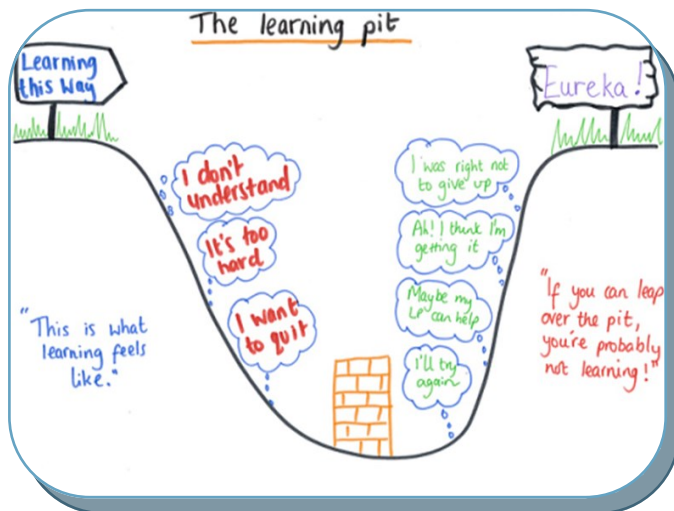 The learning pit
Learning
this Way
Eureka!
I don't
understand
It's too
hard
I want
to quit
I was right not
to give up
Ah! I think I'm
getting it
Maybe my
LP can help
I'll try
again
"This is what
learning feels
like."
"If you can leap
over the pit,
you're probably
not learning!"